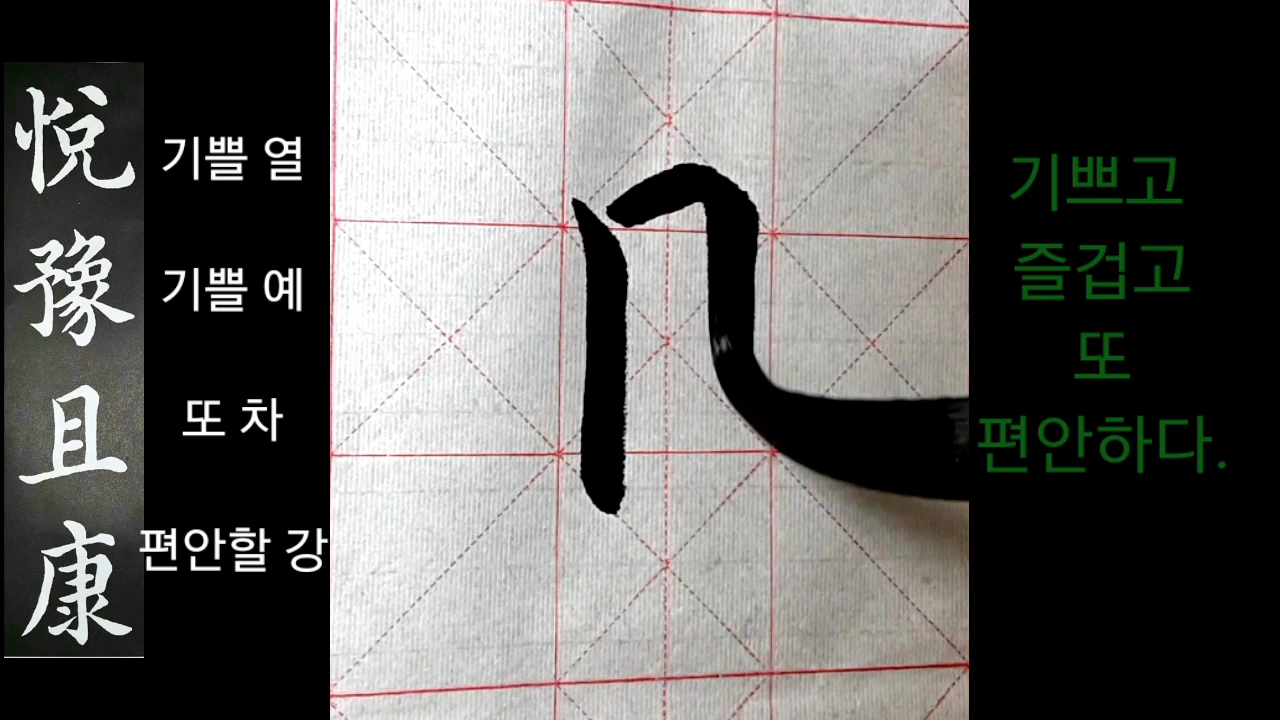 悅
豫
且
康
기쁠 열
기쁠 예
또 차
편안할 강
기쁘고
즐겁고
또
편안하다.